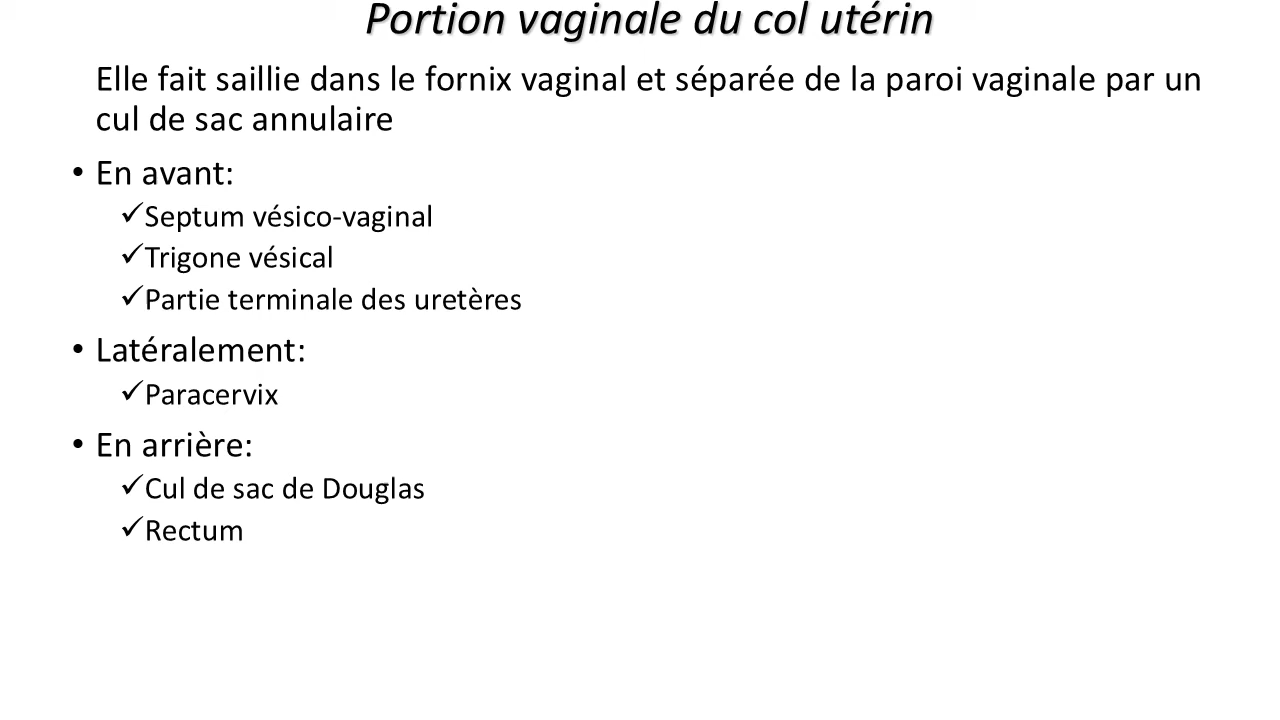 Portion vaginale du col utérin
Elle fait saillie dans le fornix vaginal et séparée de la paroi vaginale par un
cul de sac annulaire
• En avant:
✓Septum vésico-vaginal
✓Trigone vésical
✓Partie terminale des uretères
• Latéralement:
✓Paracervix
• En arrière:
✓Cul de sac de Douglas
✓Rectum